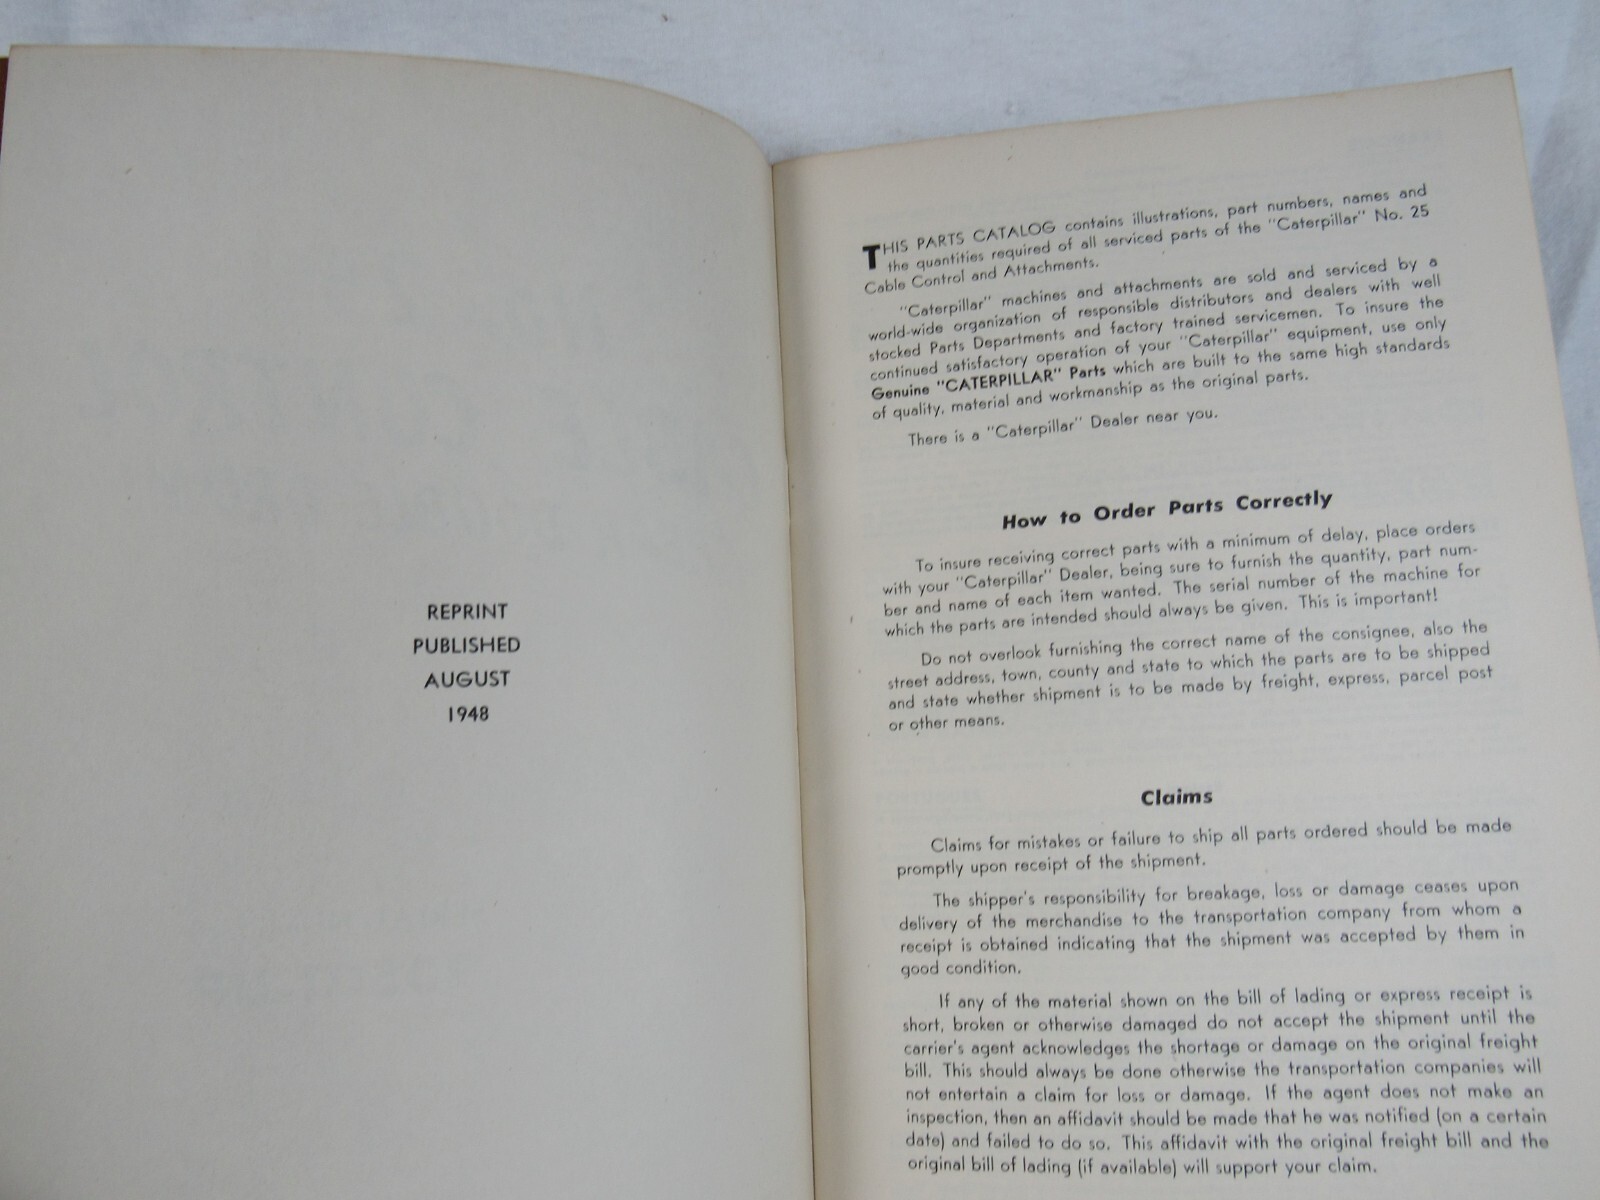 REPRINT
PUBLISHED
AUGUST
1948
THIS PARTS CATALOG contains illustrations, part numbers, names and
the quantities required of all serviced parts of the "Caterpillar" No. 25
Cable Control and Attachments.
"Caterpillar" machines and attachments are sold and serviced by a
world-wide organization of responsible distributors and dealers with well
stocked Parts Departments and factory trained servicemen. To insure the
continued satisfactory operation of your "Caterpillar" equipment, use only
Genuine "CATERPILLAR" Parts which are built to the same high standards
of quality, material and workmanship as the original parts.
There is a "Caterpillar" Dealer near you.
How to Order Parts Correctly
To insure receiving correct parts with a minimum of delay, place orders
with your "Caterpillar" Dealer, being sure to furnish the quantity, part num-
ber and name of each item wanted. The serial number of the machine for
which the parts are intended should always be given. This is important!
Do not overlook furnishing the correct name of the consignee, also the
street address, town, county and state to which the parts are to be shipped
and state whether shipment is to be made by freight, express, parcel post
or other means.
Claims
Claims for mistakes or failure to ship all parts ordered should be made
promptly upon receipt of the shipment.
The shipper's responsibility for breakage, loss or damage ceases upon
delivery of the merchandise to the transportation company from whom a
receipt is obtained indicating that the shipment was accepted by them in
good condition.
If any of the material shown on the bill of lading or express receipt is
short, broken or otherwise damaged do not accept the shipment until the
carrier's agent acknowledges the shortage or damage on the original freight
bill. This should always be done otherwise the transportation companies will
not entertain a claim for loss or damage. If the agent does not make an
inspection, then an affidavit should be made that he was notified (on a certain
date) and failed to do so. This affidavit with the original freight bill and the
original bill of lading (if available) will support your claim.